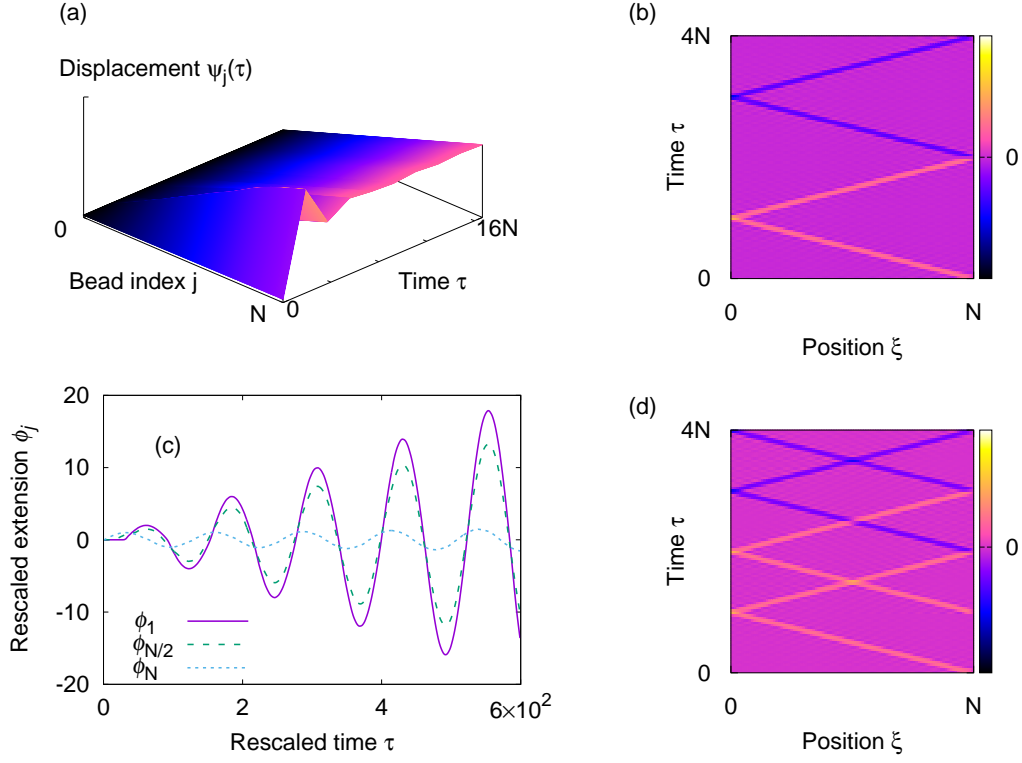 (a)
Displacement ψj(τ)
0
Bead index j
N
0
Time τ
16N
(b)
4N
Time τ
0
0
N
0
Position ξ
(c)
20
10
0
-10
-20
Rescaled extension ϕj
ϕ1
ϕN/2
ϕN
0
2
4
6×10²
Rescaled time τ
(d)
4N
Time τ
0
0
N
0
Position ξ